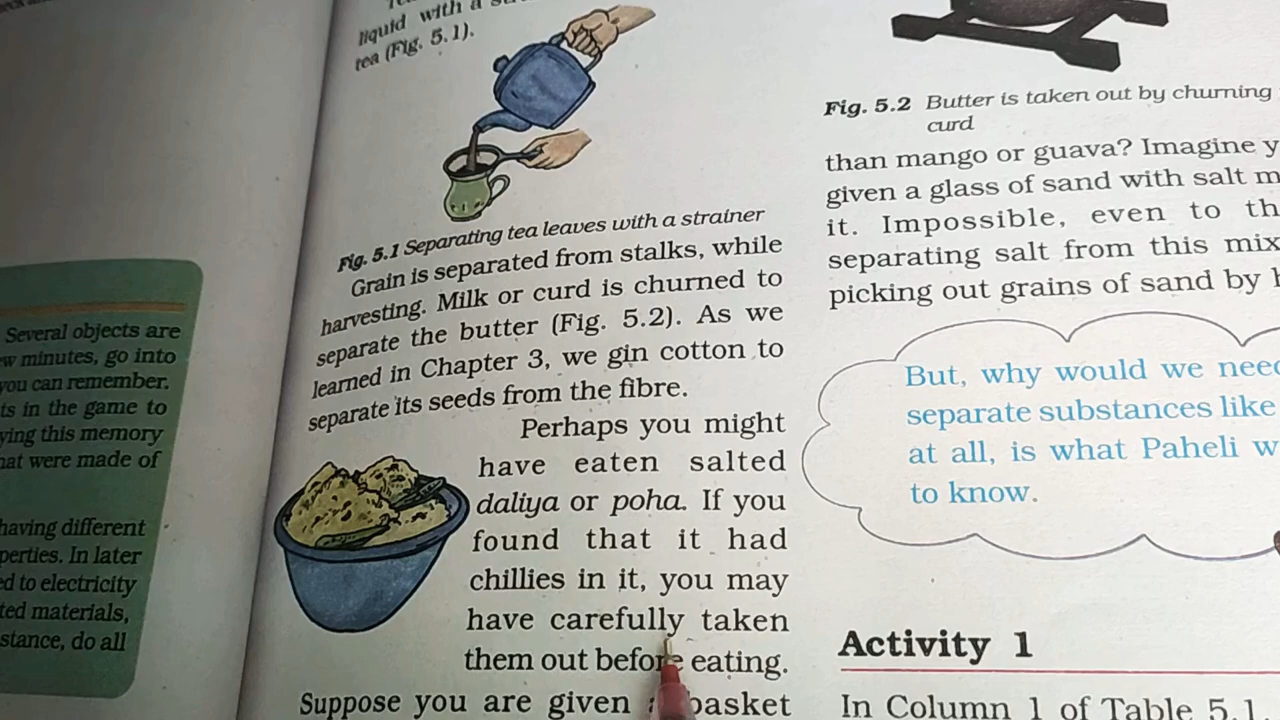 Several objects are
w minutes, go into
you can remember.
ts in the game to
ying this memory
hat were made of
having different
perties. In later
ed to electricity
ted materials,
stance, do all
liquid with a
tea (Fig. 5.1).
Fig. 5.1 Separating tea leaves with a strainer
Grain is separated from stalks, while
harvesting. Milk or curd is churned to
separate the butter (Fig. 5.2). As we
learned in Chapter 3, we gin cotton to
separate its seeds from the fibre.
Perhaps you might
have eaten salted
daliya or poha. If you
found that it had
chillies in it, you may
have carefully taken
them out before eating.
Suppose you are given basket
Fig. 5.2 Butter is taken out by churning
curd
than mango or guava? Imagine y
given a glass of sand with salt m
it. Impossible, even to th
separating salt from this mix
picking out grains of sand by h
But, why would we need
separate substances like
at all, is what Paheli w
to know.
Activity 1
In Column 1 of Table 5.1,